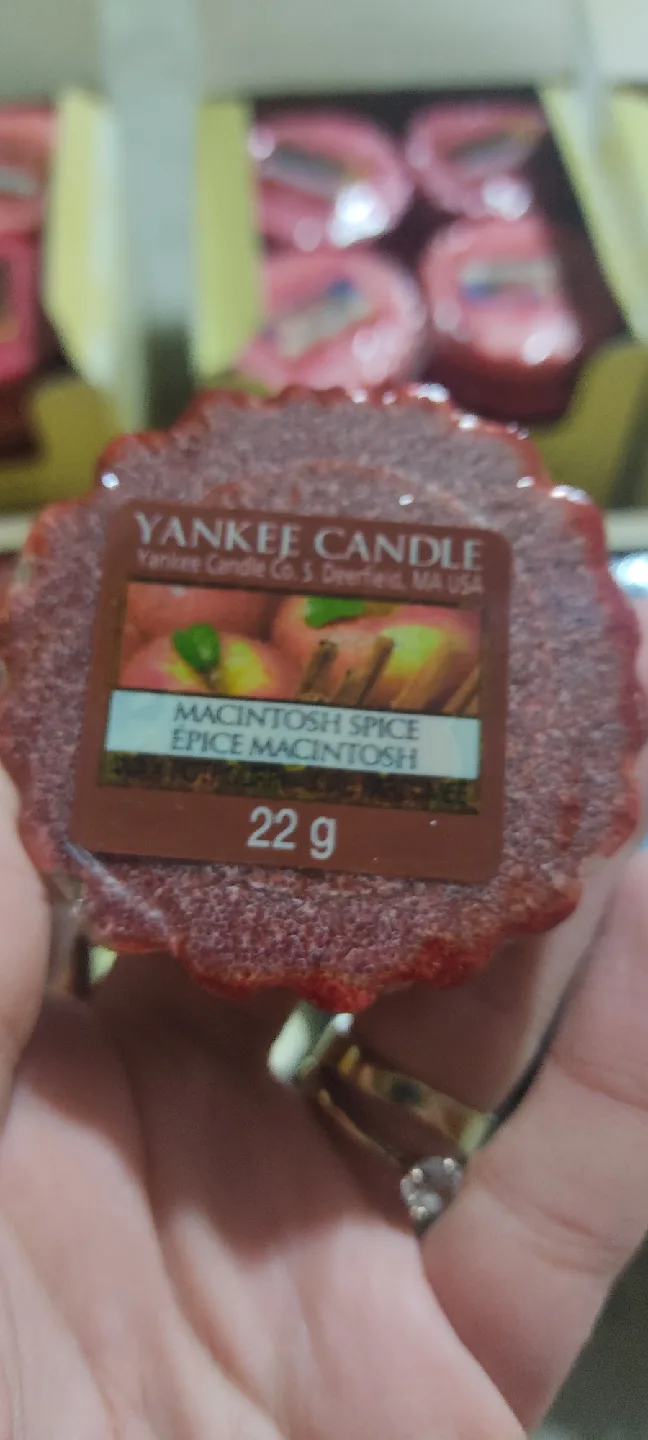 YANKEE CANDLE
Yankee Candle Co. S. Deerfield, MA USA
MACINTOSH SPICE
ÉPICE MACINTOSH
22 g